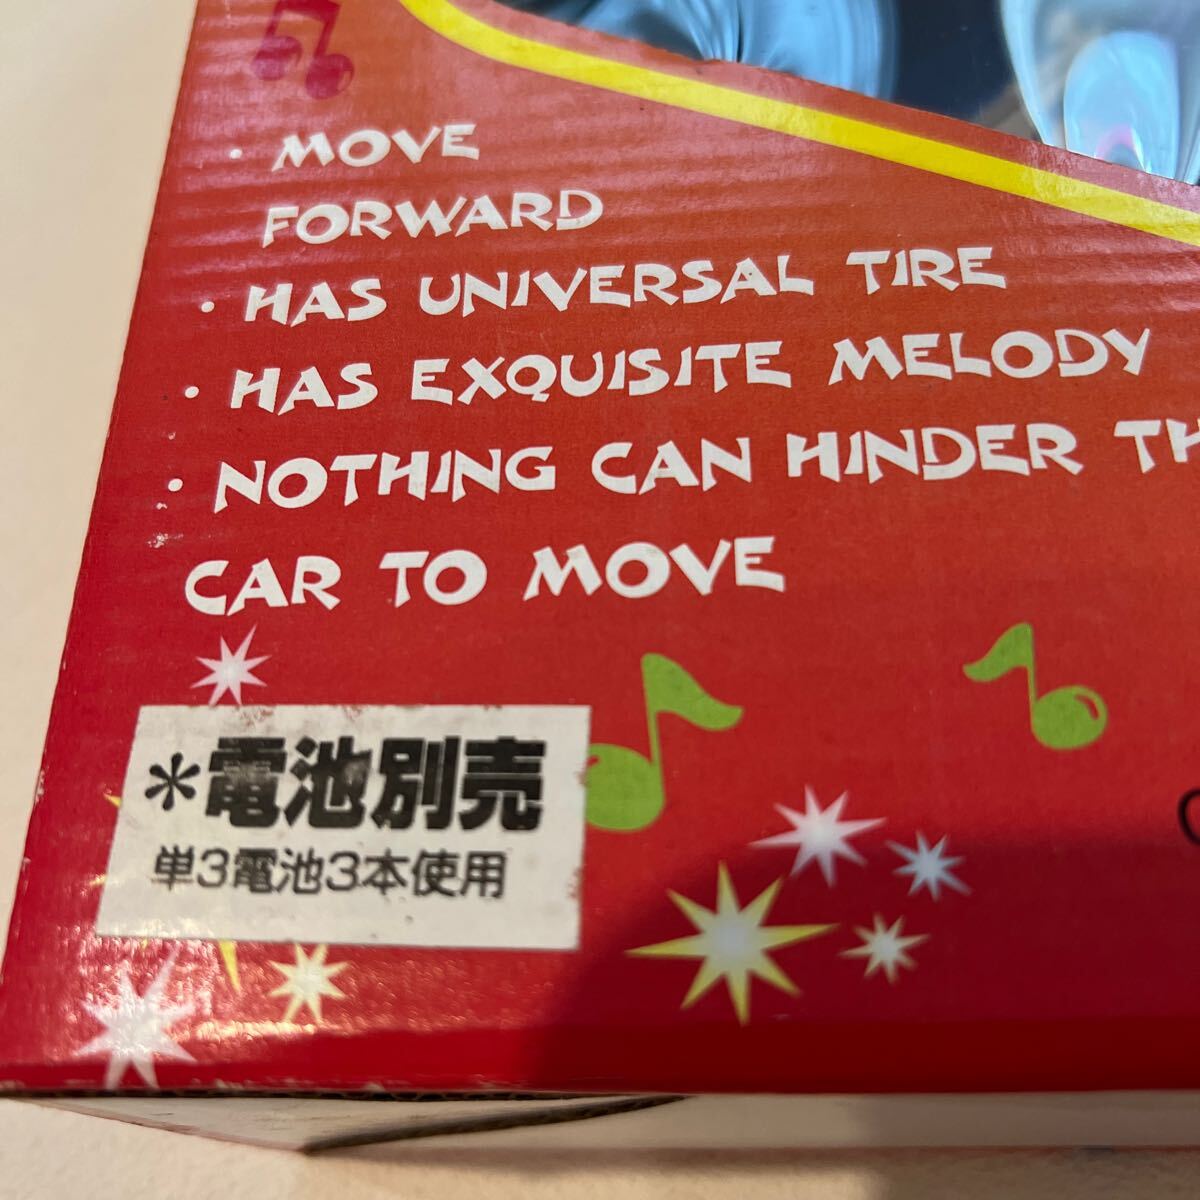 · MOVE
FORWARD
· HAS UNIVERSAL TIRE
· HAS EXQUISITE MELODY
· NOTHING CAN HINDER TH
CAR TO MOVE
*電池別売
単3電池3本使用